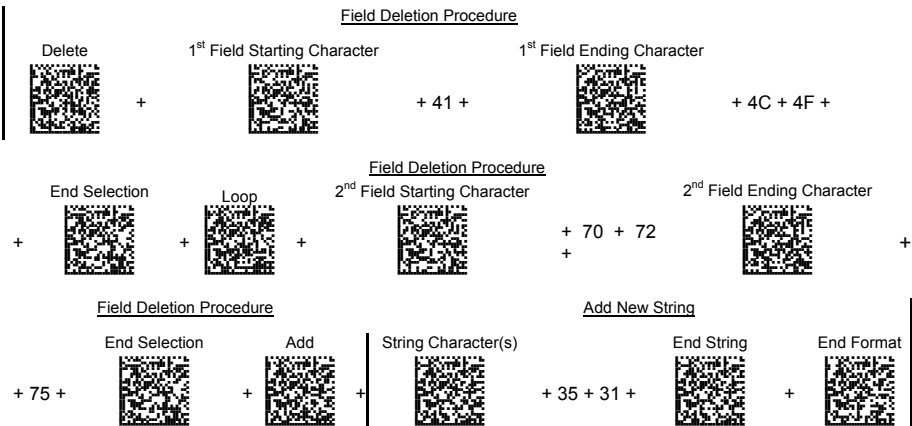 Field Deletion Procedure
Delete 1st Field Starting Character 1st Field Ending Character
+ + 41 + + 4C + 4F +
Field Deletion Procedure
End Selection Loop 2nd Field Starting Character 2nd Field Ending Character
+ + + + 70 + 72 +
+
Field Deletion Procedure Add New String
End Selection Add String Character(s) End String End Format
+ 75 + + + + 35 + 31 + +